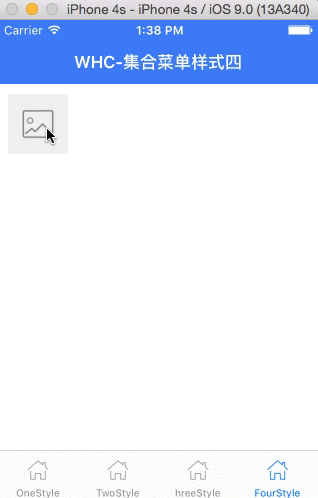 iPhone 4s - iPhone 4s / iOS 9.0 (13A340)
Carrier 1:38 PM
WHC-集合菜单样式四
OneStyle TwoStyle hreeStyle FourStyle